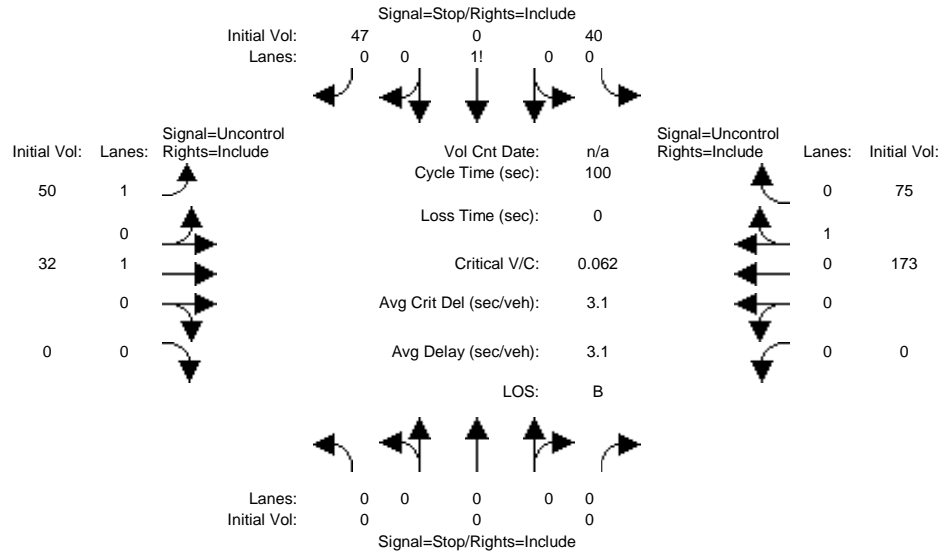 Signal=Stop/Rights=Include
Initial Vol: 47 0 40
Lanes: 0 0 1! 0 0
Signal=Uncontrol
Initial Vol: Lanes: Rights=Include
Vol Cnt Date: n/a
Signal=Uncontrol
Rights=Include Lanes: Initial Vol:
Cycle Time (sec): 100
50 1
0 75
Loss Time (sec): 0
0
1
32 1
Critical V/C: 0.062
0 173
0
Avg Crit Del (sec/veh): 3.1
0
0 0
Avg Delay (sec/veh): 3.1
0 0
LOS: B
Lanes: 0 0 0 0 0
Initial Vol: 0 0 0
Signal=Stop/Rights=Include